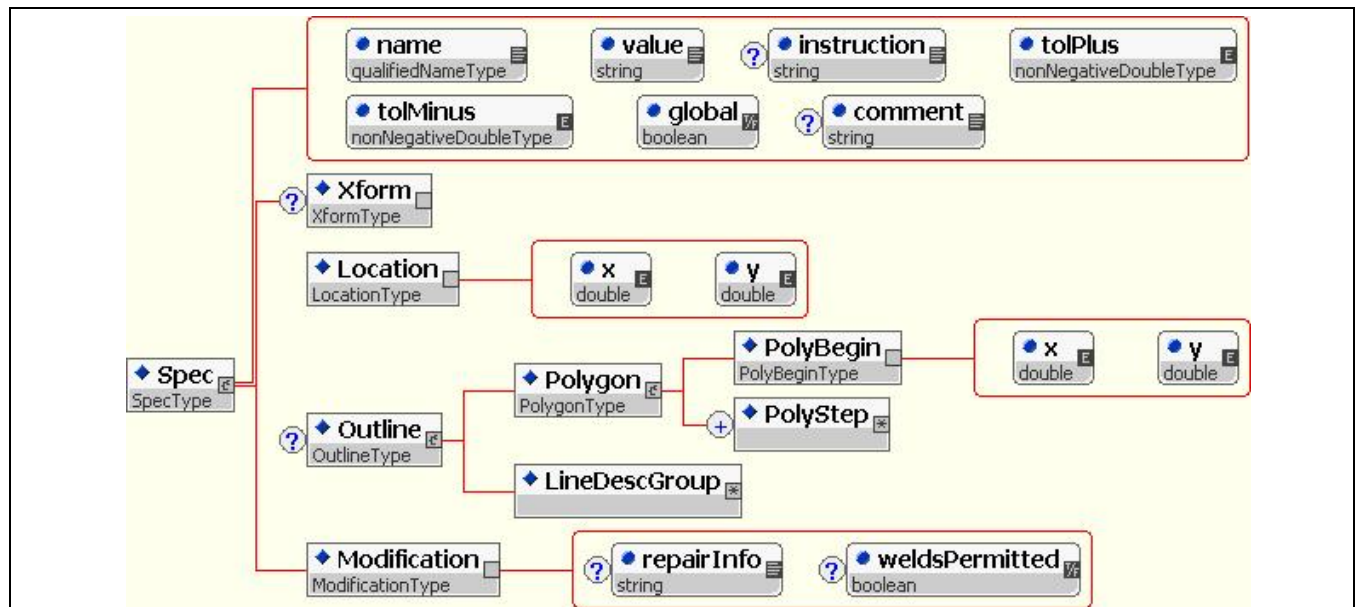 name
qualifiedNameType
value
string
? instruction
string
tolPlus
nonNegativeDoubleType
E
tolMinus
nonNegativeDoubleType
E
global
boolean
T/F
? comment
string
? Xform
XformType
Location
LocationType
x
double
E
y
double
E
Spec
SpecType
? Outline
OutlineType
Polygon
PolygonType
PolyBegin
PolyBeginType
x
double
E
y
double
E
+ PolyStep
*
LineDescGroup
*
Modification
ModificationType
? repairInfo
string
? weldsPermitted
boolean
T/F